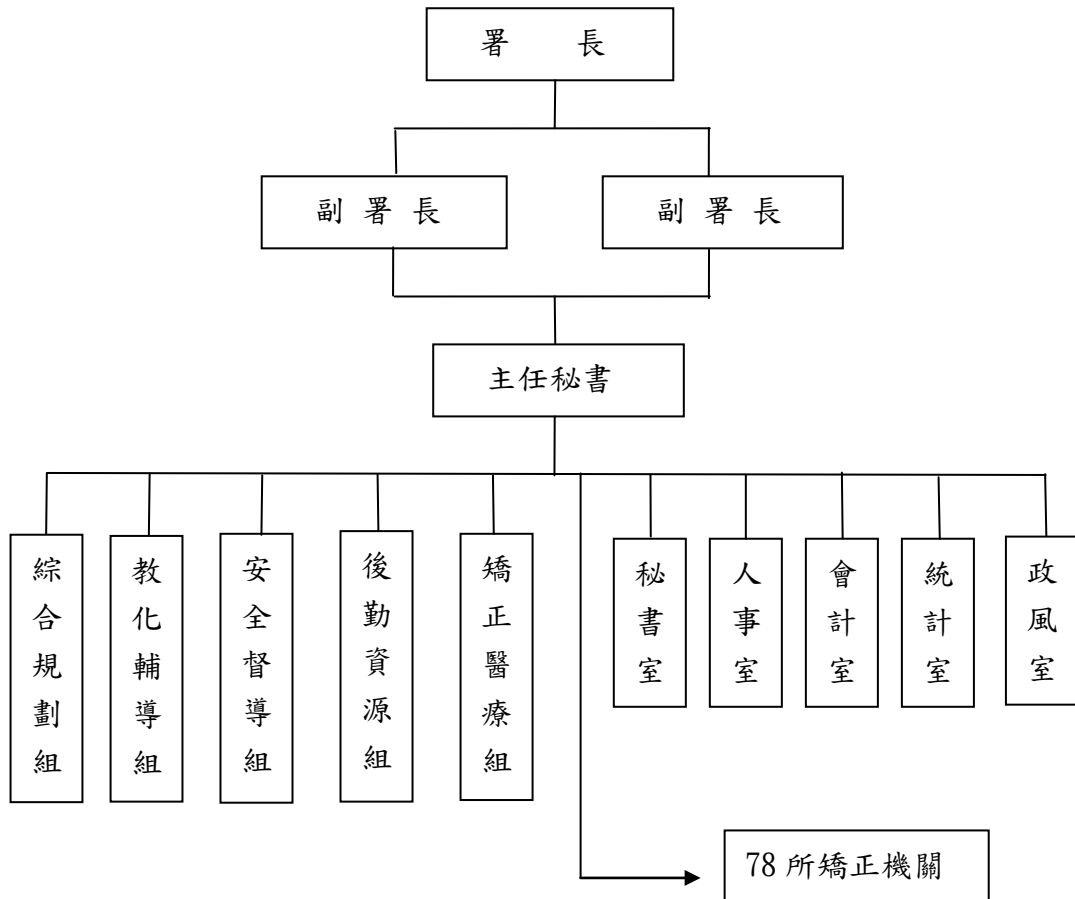 署 長
副 署 長
副 署 長
主任秘書
綜合規劃組
教化輔導組
安全督導組
後勤資源組
矯正醫療組
秘書室
人事室
會計室
統計室
政風室
78 所矯正機關